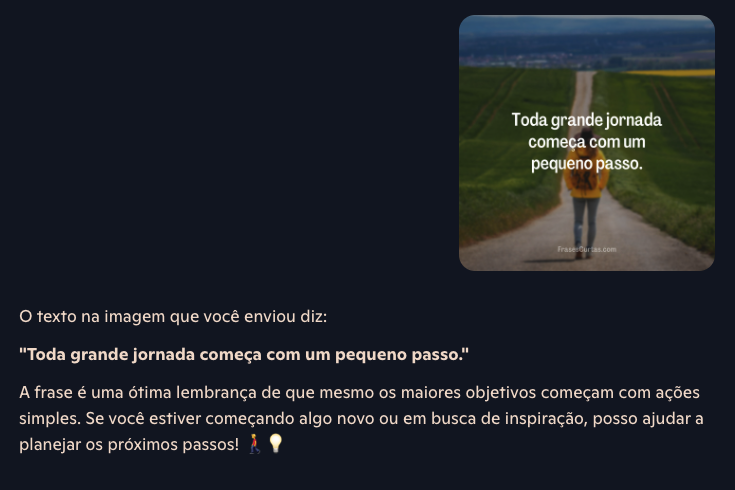 Toda grande jornada
começa com um
pequeno passo.
FrasesCurtas.com
O texto na imagem que você enviou diz:
"Toda grande jornada começa com um pequeno passo."
A frase é uma ótima lembrança de que mesmo os maiores objetivos começam com ações
simples. Se você estiver começando algo novo ou em busca de inspiração, posso ajudar a
planejar os próximos passos! 🚶💡